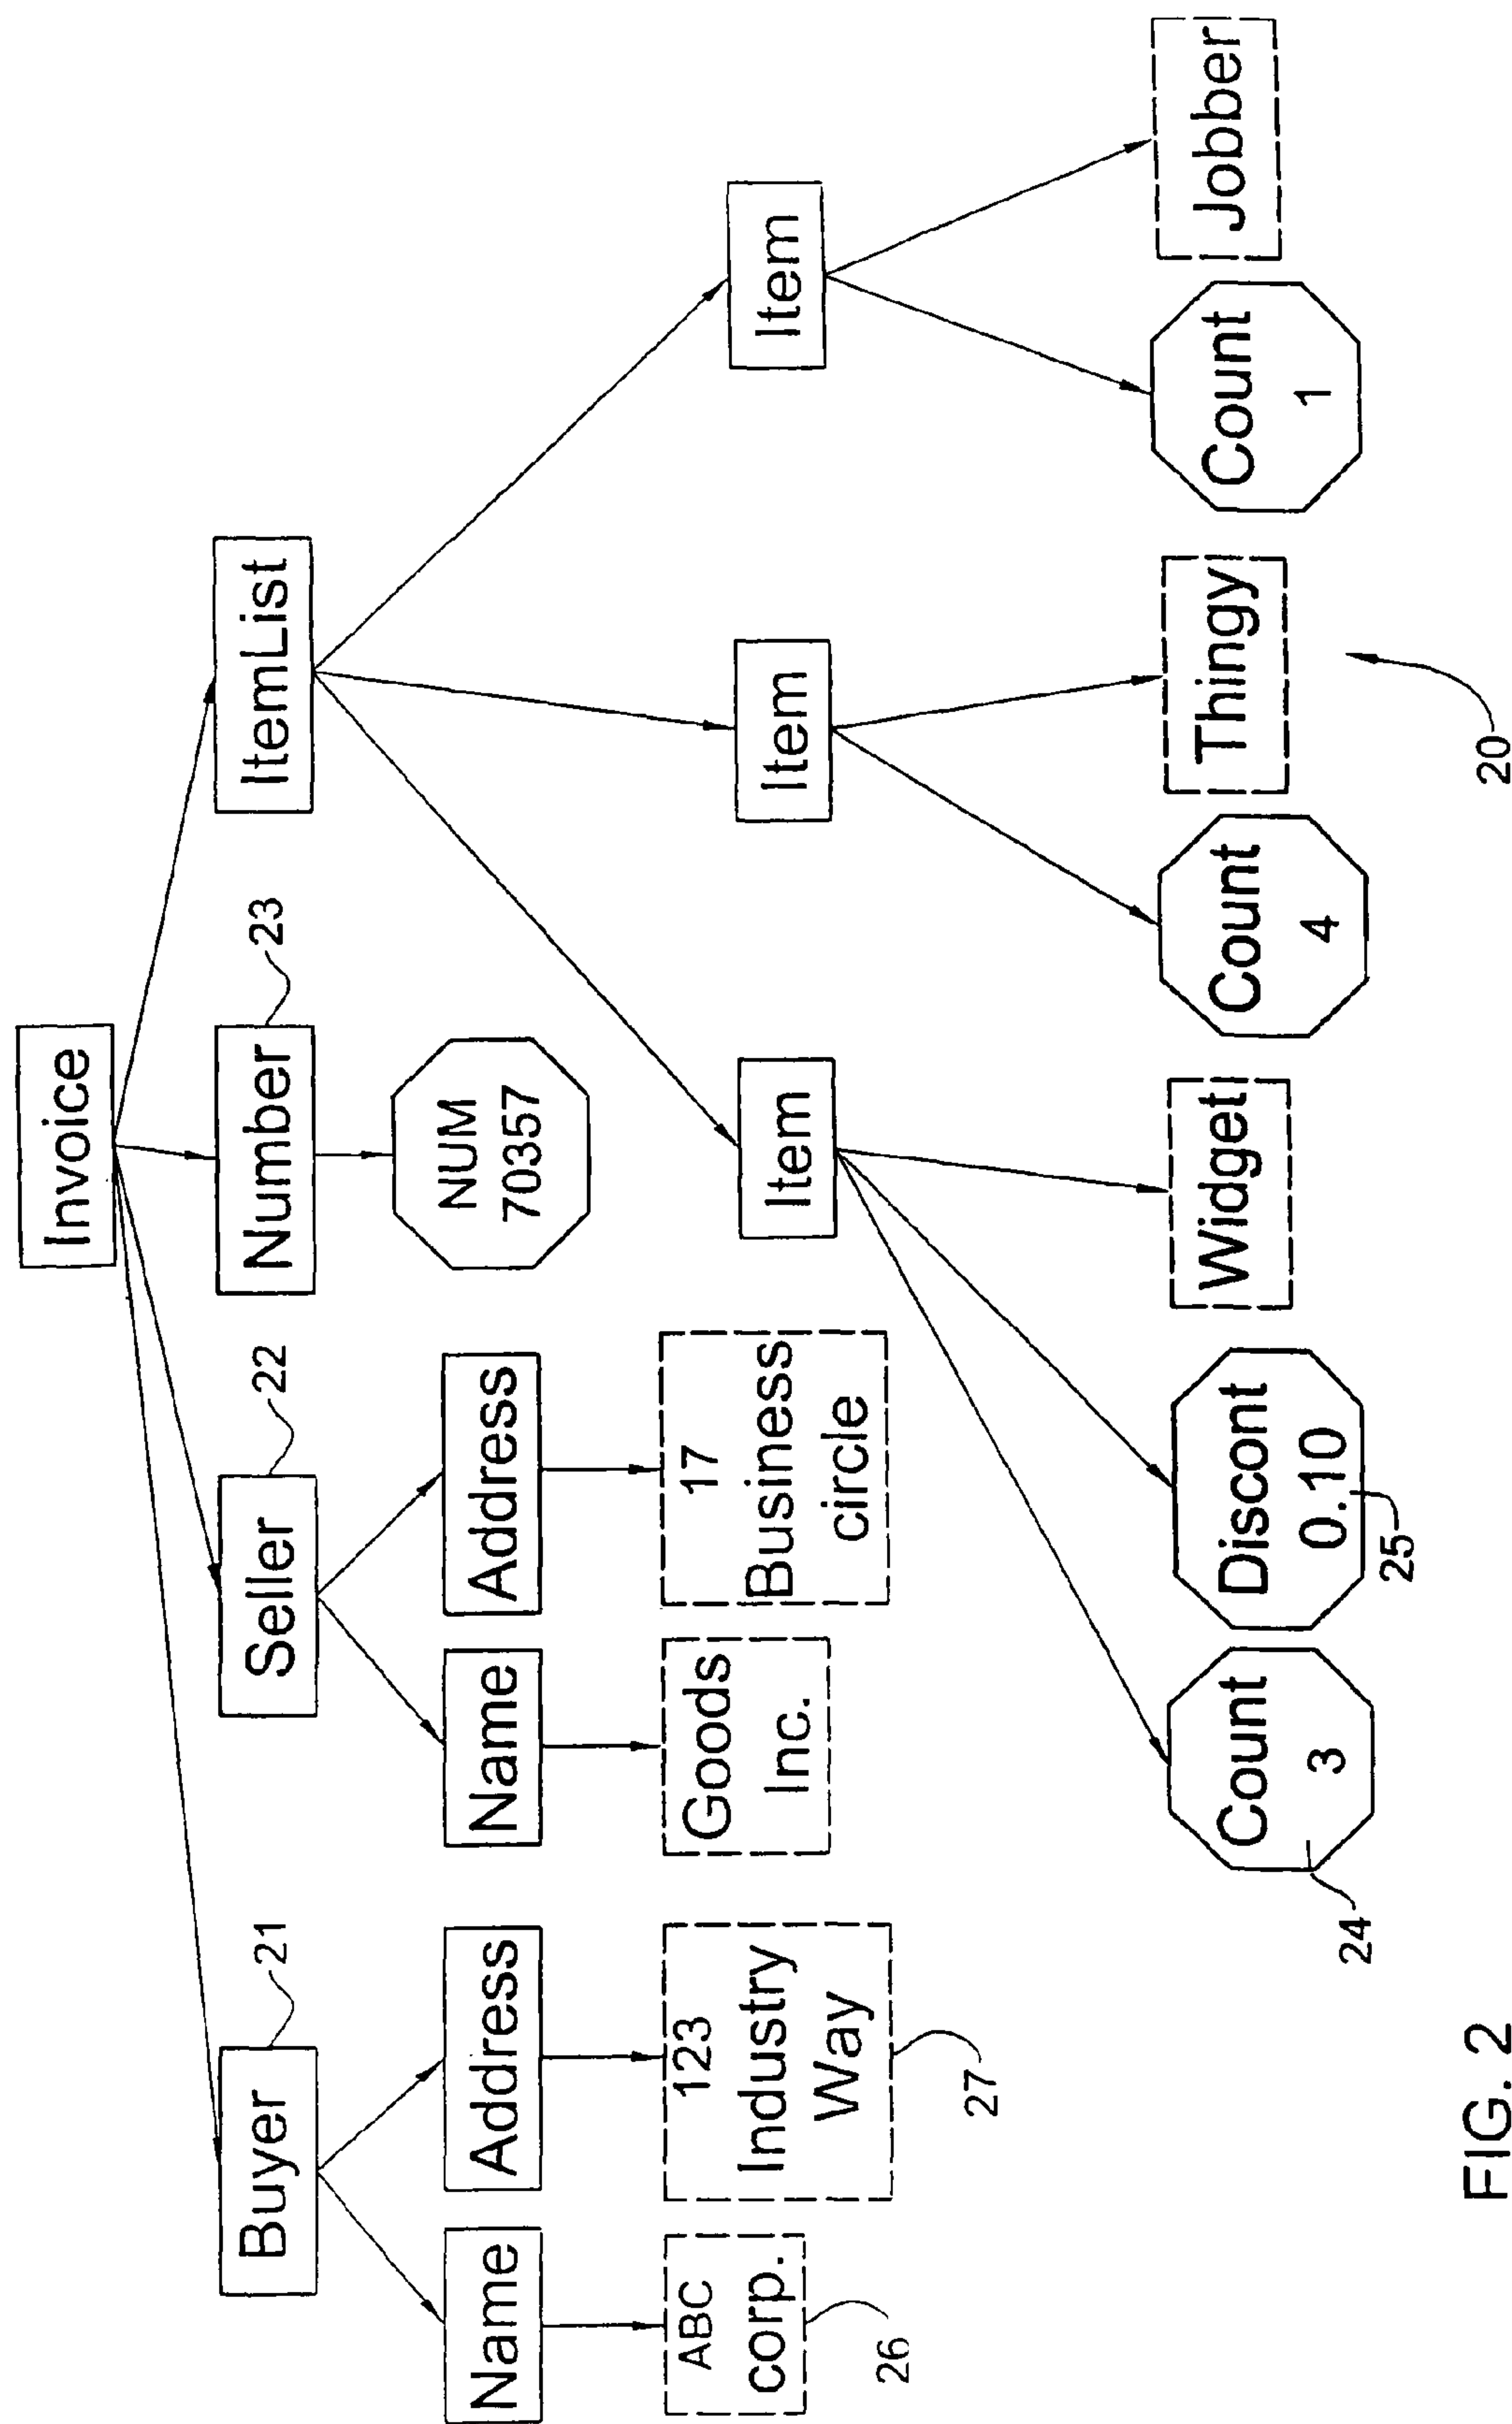 Invoice
Buyer
21
Seller
22
Number
23
ItemList
Name
Address
Name
Address
NUM
70357
ABC
corp.
26
123
Industry
Way
27
Goods
Inc.
17
Business
circle
Item
Item
Item
Count
3
24
Discont
0.10
25
Widget
Count
4
Thingy
Count
1
Jobber
20
FIG. 2